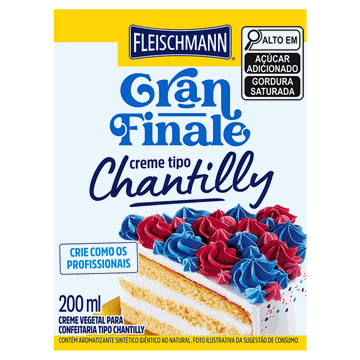 FLEISCHMANN
ALTO EM
AÇÚCAR
ADICIONADO
GORDURA
SATURADA
Gran
Finale
creme tipo
Chantilly
CRIE COMO OS
PROFISSIONAIS
200 ml
CREME VEGETAL PARA
CONFEITARIA TIPO CHANTILLY
CONTÉM AROMATIZANTE SINTÉTICO IDÊNTICO AO NATURAL. FOTO ILUSTRATIVA DA SUGESTÃO DE CONSUMO.